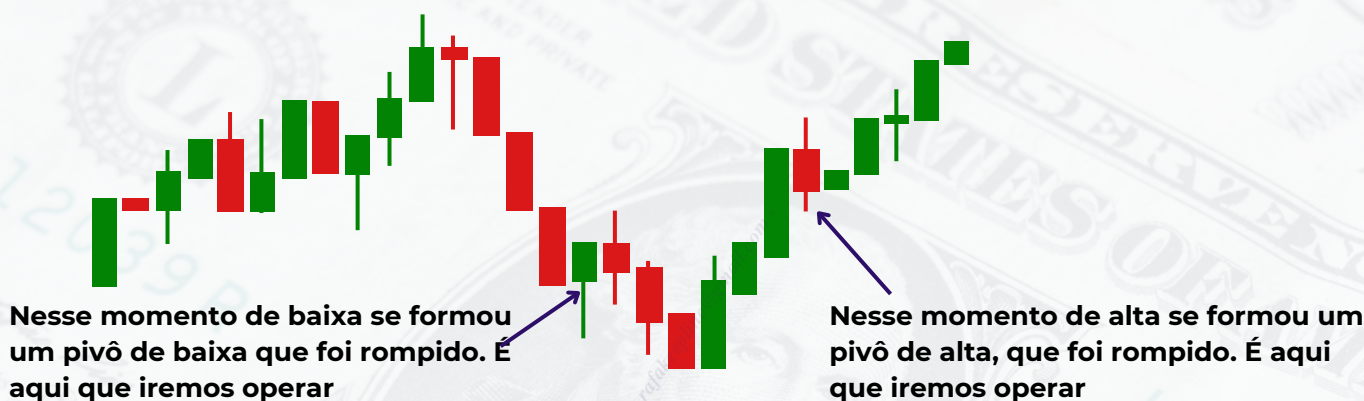 Nesse momento de baixa se formou
um pivô de baixa que foi rompido. É
aqui que iremos operar
Nesse momento de alta se formou um
pivô de alta, que foi rompido. É aqui
que iremos operar